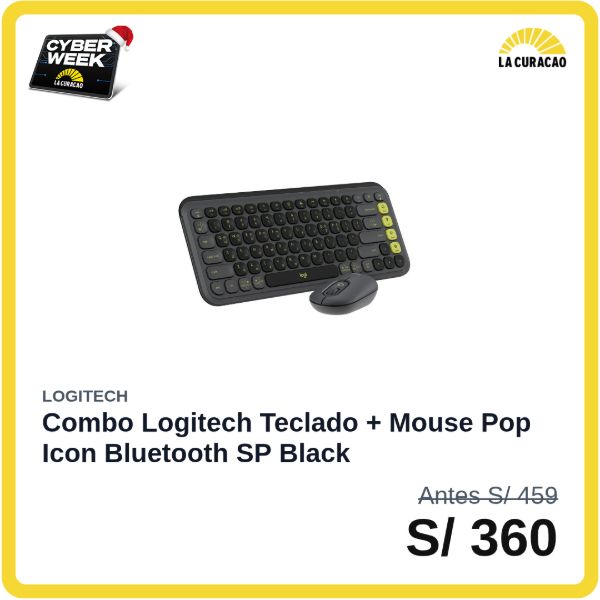 CYBER
WEEK
LA CURACAO
LA CURACAO
logi
LOGITECH
Combo Logitech Teclado + Mouse Pop
Icon Bluetooth SP Black
Antes S/ 459
S/ 360